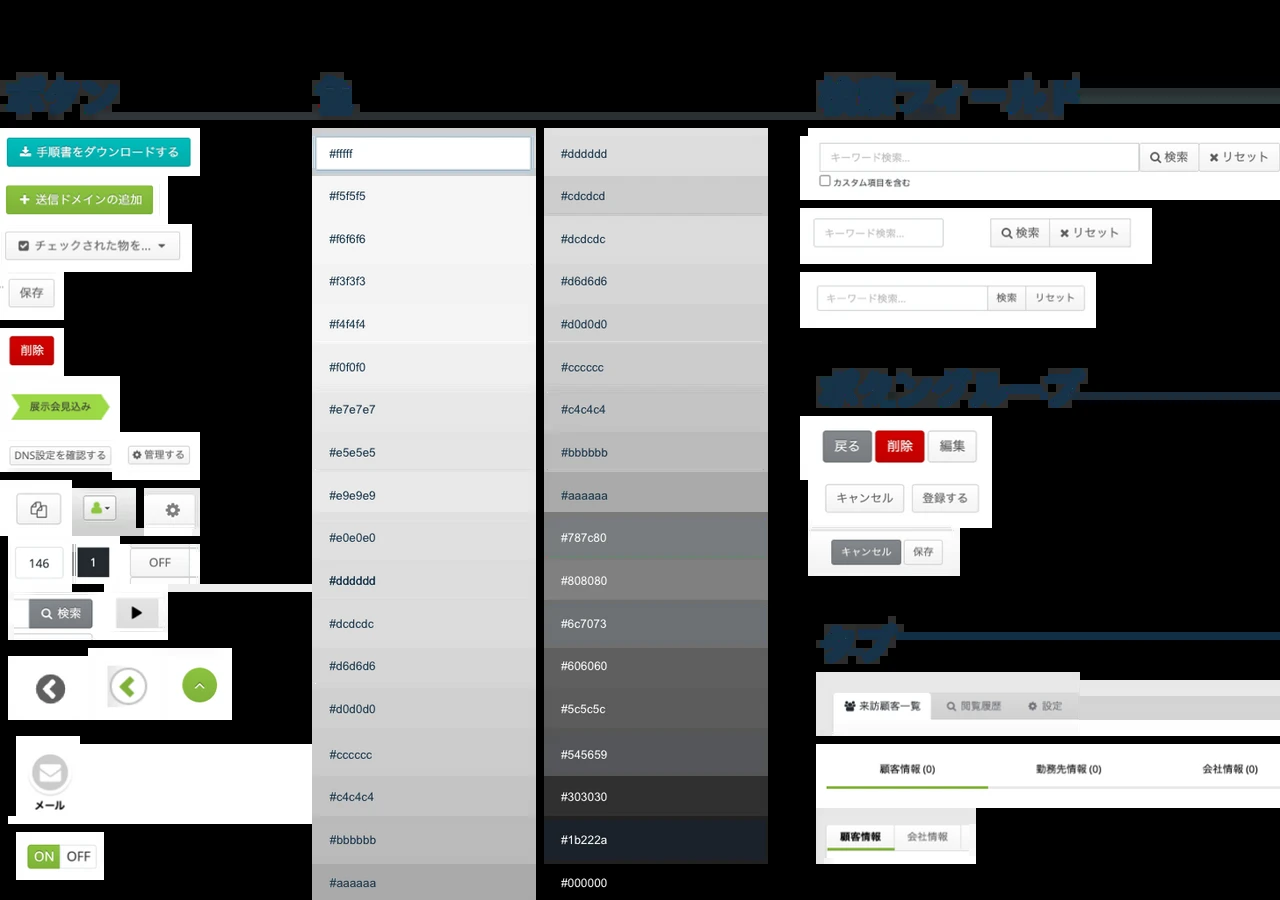 ボタン
手順書をダウンロードする
送信ドメインの追加
チェックされた物を...
保存
削除
展示会見込み
DNS設定を確認する 管理する
146 1 OFF
検索
メール
ON OFF
色
#fffff
#f5f5f5
#f6f6f6
#f3f3f3
#f4f4f4
#f0f0f0
#e7e7e7
#e5e5e5
#e9e9e9
#e0e0e0
#dddddd
#dcdcdc
#d6d6d6
#d0d0d0
#cccccc
#c4c4c4
#bbbbbb
#aaaaaa
#dddddd
#cdcdcd
#dcdcdc
#d6d6d6
#d0d0d0
#cccccc
#c4c4c4
#bbbbbb
#aaaaaa
#787c80
#808080
#6c7073
#606060
#5c5c5c
#545659
#303030
#1b222a
#000000
検索フィールド
キーワード検索... 検索 リセット
カスタム項目を含む
キーワード検索... 検索 リセット
キーワード検索... 検索 リセット
ボタングループ
戻る 削除 編集
キャンセル 登録する
キャンセル 保存
タブ
来訪顧客一覧 閲覧履歴 設定
顧客情報 (0) 勤務先情報 (0) 会社情報 (0)
顧客情報 会社情報